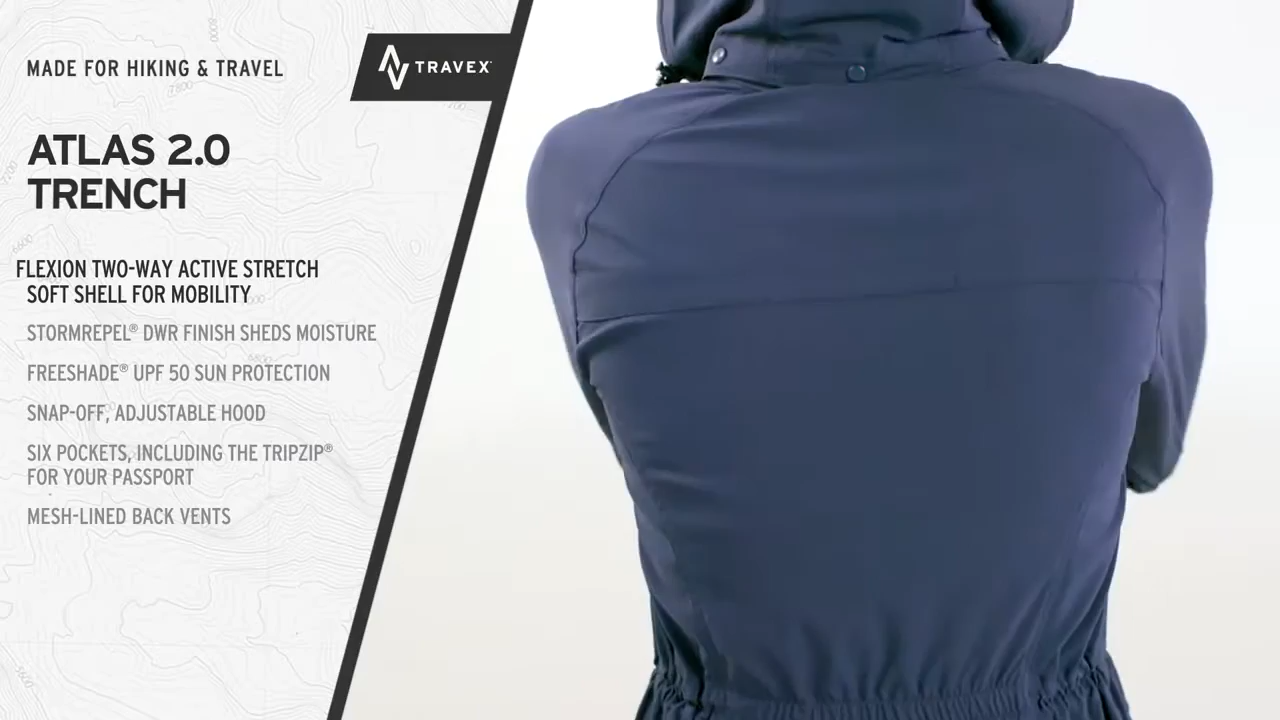 MADE FOR HIKING & TRAVEL
TRAVEX
ATLAS 2.0
TRENCH
FLEXION TWO-WAY ACTIVE STRETCH
SOFT SHELL FOR MOBILITY
STORMREPEL® DWR FINISH SHEDS MOISTURE
FREESHADE® UPF 50 SUN PROTECTION
SNAP-OFF, ADJUSTABLE HOOD
SIX POCKETS, INCLUDING THE TRIPZIP®
FOR YOUR PASSPORT
MESH-LINED BACK VENTS